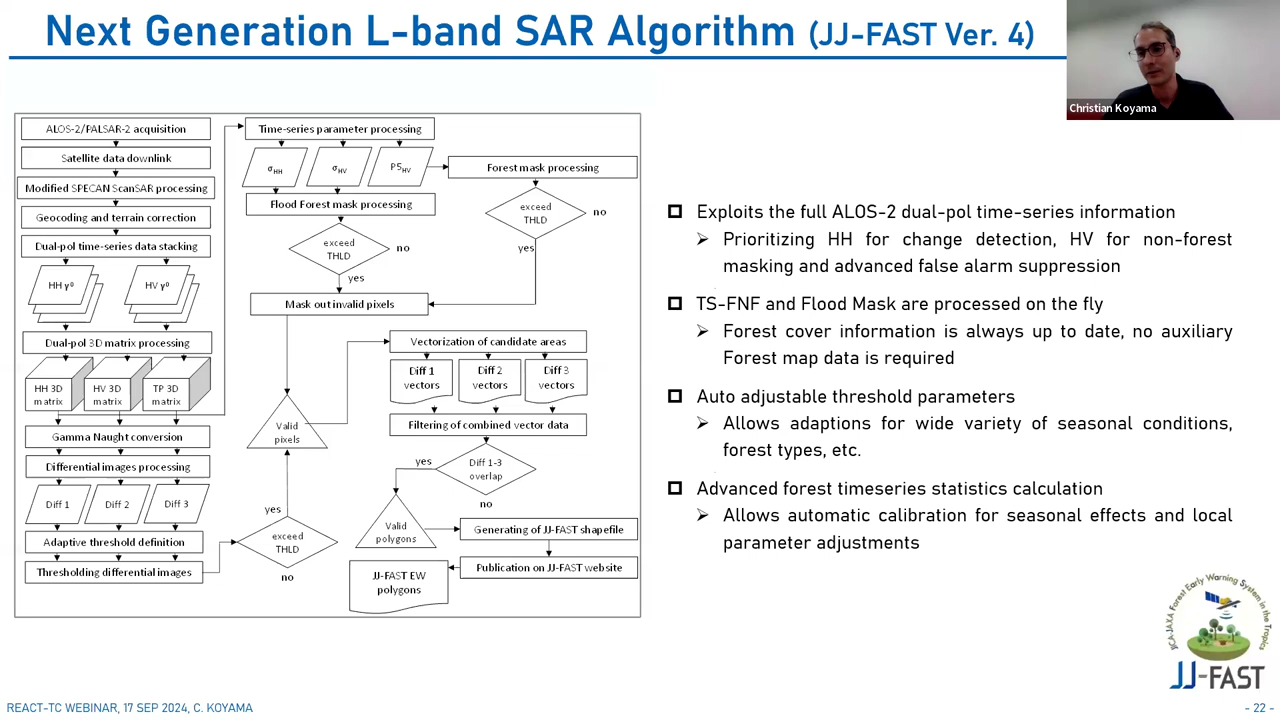 Next Generation L-band SAR Algorithm (JJ-FAST Ver. 4)
Christian Koyama
ALOS-2/PALSAR-2 acquisition
Satellite data downlink
Modified SPECAN ScanSAR processing
Geocoding and terrain correction
Dual-pol time-series data stacking
HH γ⁰
HV γ⁰
Dual-pol 3D matrix processing
HH 3D
matrix
HV 3D
matrix
TP 3D
matrix
Gamma Naught conversion
Differential images processing
Diff 1
Diff 2
Diff 3
Adaptive threshold definition
Thresholding differential images
Time-series parameter processing
σHH
σHV
P5HV
Forest mask processing
Flood Forest mask processing
exceed
THLD
no
yes
exceed
THLD
no
yes
Mask out invalid pixels
Valid
pixels
yes
exceed
THLD
no
Vectorization of candidate areas
Diff 1
vectors
Diff 2
vectors
Diff 3
vectors
Filtering of combined vector data
yes
Diff 1-3
overlap
no
Valid
polygons
Generating of JJ-FAST shapefile
Publication on JJ-FAST website
JJ-FAST EW
polygons
Exploits the full ALOS-2 dual-pol time-series information
Prioritizing HH for change detection, HV for non-forest
masking and advanced false alarm suppression
TS-FNF and Flood Mask are processed on the fly
Forest cover information is always up to date, no auxiliary
Forest map data is required
Auto adjustable threshold parameters
Allows adaptions for wide variety of seasonal conditions,
forest types, etc.
Advanced forest timeseries statistics calculation
Allows automatic calibration for seasonal effects and local
parameter adjustments
JICA-JAXA Forest Early Warning System in the Tropics
JJ-FAST
REACT-TC WEBINAR, 17 SEP 2024, C. KOYAMA
- 22 -